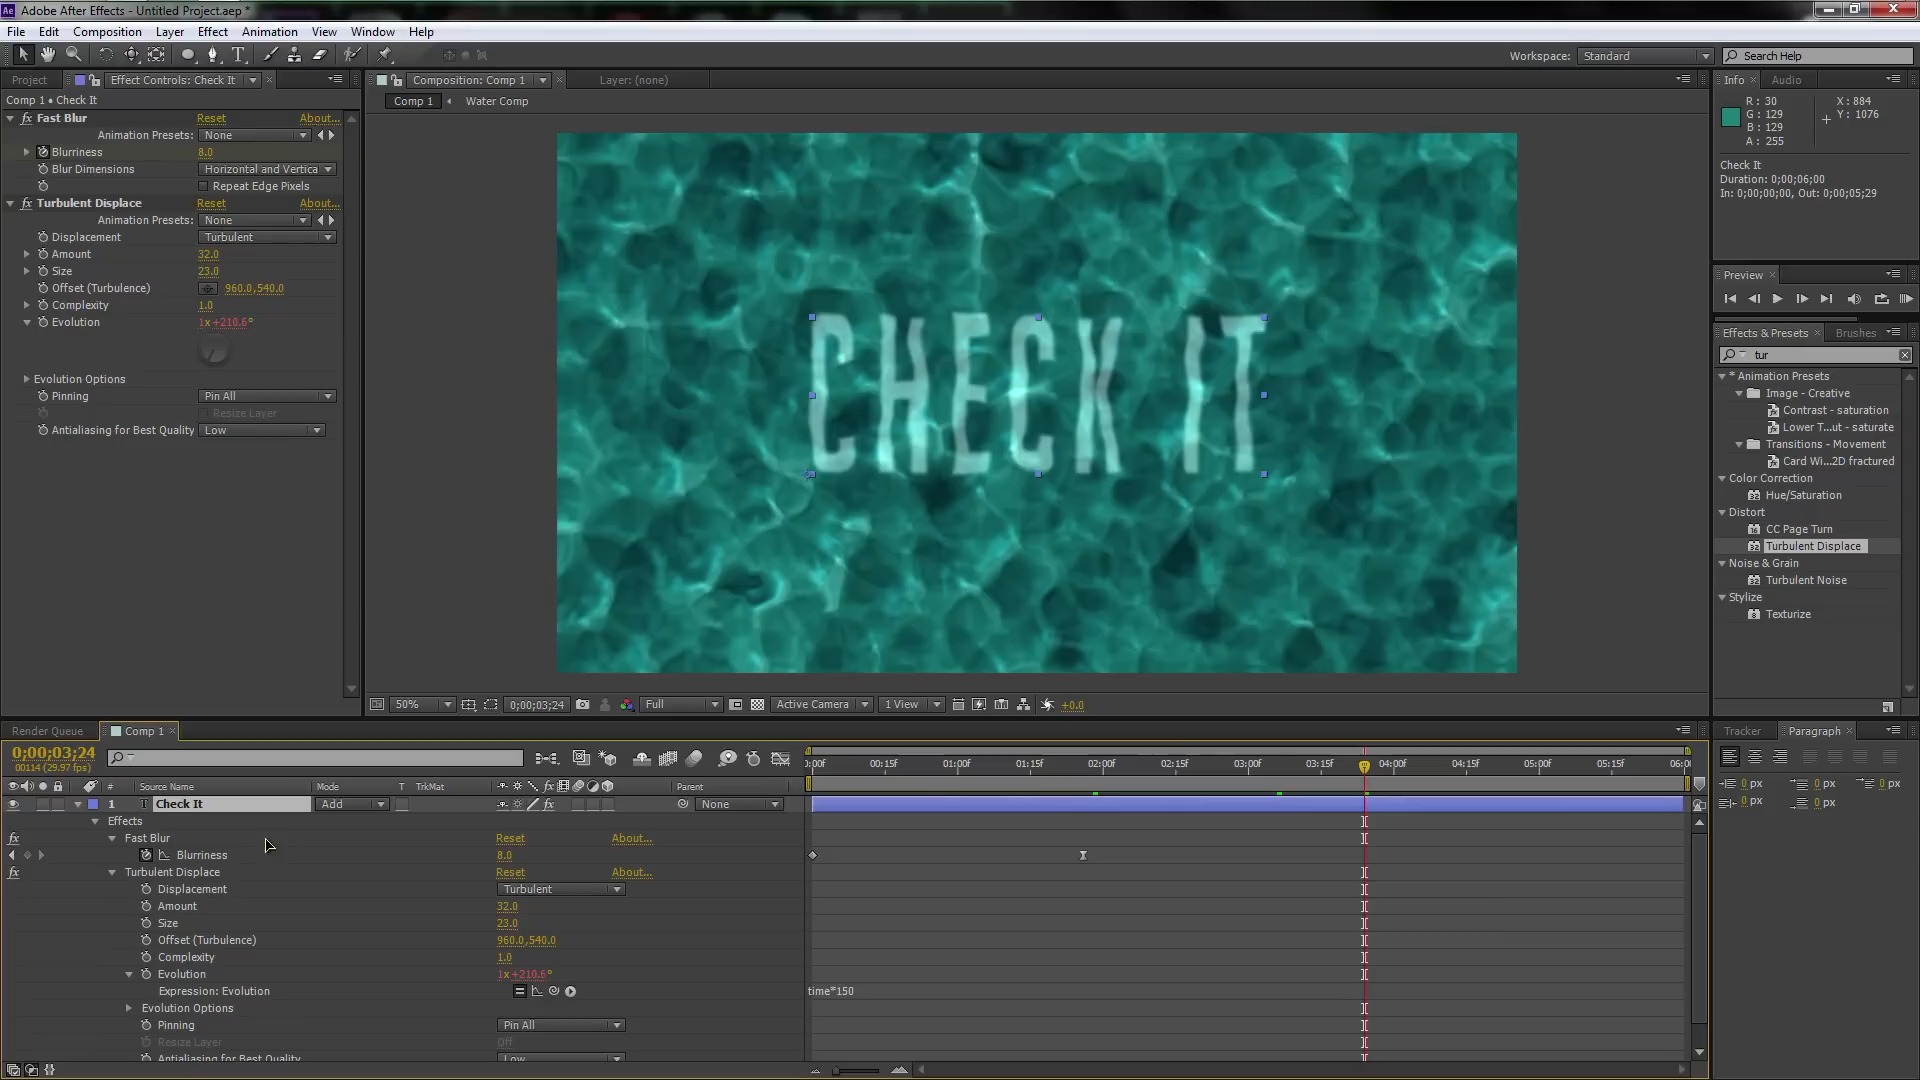 Adobe After Effects - Untitled Project.aep *
File Edit Composition Layer Effect Animation View Window Help
Workspace: Standard Search Help
Project Effect Controls: Check It
Comp 1 • Check It
Fast Blur Reset About...
Animation Presets: None
Blurriness 8.0
Blur Dimensions Horizontal and Vertica
Repeat Edge Pixels
Turbulent Displace Reset About...
Animation Presets: None
Displacement Turbulent
Amount 32.0
Size 23.0
Offset (Turbulence) 960.0,540.0
Complexity 1.0
Evolution 1x+210.6°
Evolution Options
Pinning Pin All
Resize Layer
Antialiasing for Best Quality Low
Composition: Comp 1 Layer: (none)
Comp 1 Water Comp
CHECK IT
50% 0;00;03;24 Full Active Camera 1 View +0.0
Info Audio
R: 30 X: 884
G: 129 Y: 1076
B: 129
A: 255
Check It
Duration: 0;00;06;00
In: 0;00;00;00, Out: 0;00;05;29
Preview
Effects & Presets Brushes
tur
* Animation Presets
Image - Creative
Contrast - saturation
Lower T...ut - saturate
Transitions - Movement
Card Wi...2D fractured
Color Correction
Hue/Saturation
Distort
CC Page Turn
Turbulent Displace
Noise & Grain
Turbulent Noise
Stylize
Texturize
Tracker Paragraph
0 px 0 px 0 px
0 px 0 px
Render Queue Comp 1
0;00;03;24
00114 (29.97 fps)
# Source Name Mode T TrkMat Parent
:00f 00:15f 01:00f 01:15f 02:00f 02:15f 03:00f 03:15f 04:00f 04:15f 05:00f 05:15f 06:00
1 T Check It Add None
Effects
Fast Blur Reset About...
Blurriness 8.0
Turbulent Displace Reset About...
Displacement Turbulent
Amount 32.0
Size 23.0
Offset (Turbulence) 960.0,540.0
Complexity 1.0
Evolution 1x+210.6°
Expression: Evolution time*150
Evolution Options
Pinning Pin All
Resize Layer Off
Antialiasing for Best Quality Low